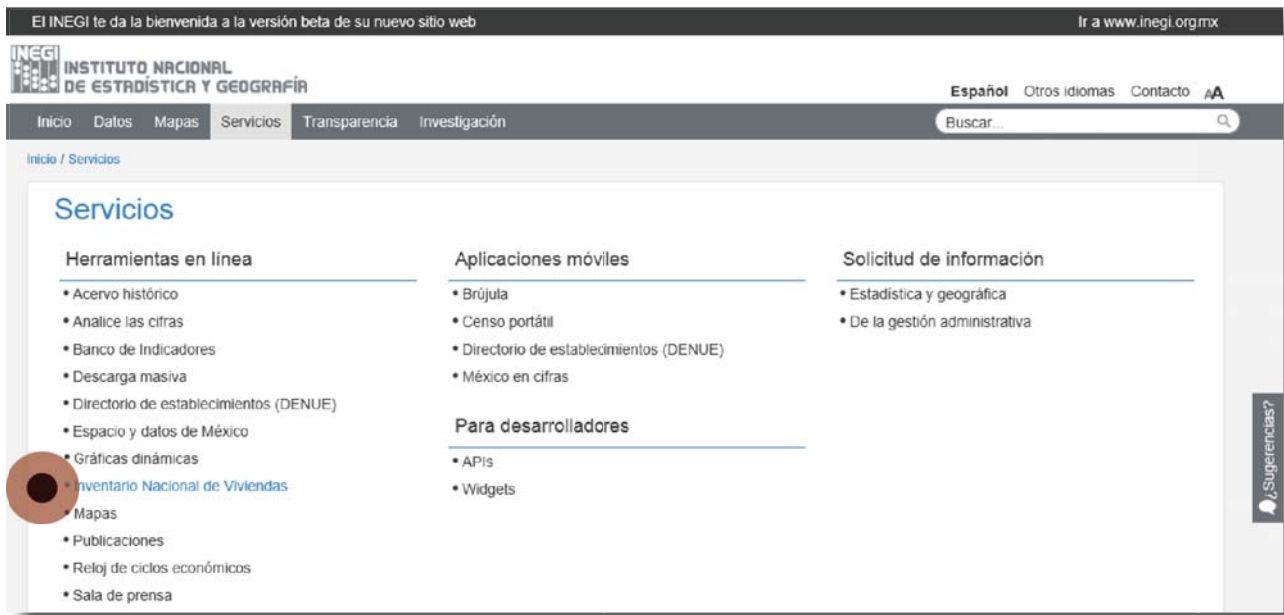 El INEGI te da la bienvenida a la versión beta de su nuevo sitio web
Ir a www.inegi.org.mx
INEGI
INSTITUTO NACIONAL
DE ESTADÍSTICA Y GEOGRAFÍA
Español Otros idiomas Contacto AA
Inicio Datos Mapas Servicios Transparencia Investigación
Buscar...
Inicio / Servicios
Servicios
Herramientas en línea
• Acervo histórico
• Analice las cifras
• Banco de Indicadores
• Descarga masiva
• Directorio de establecimientos (DENUE)
• Espacio y datos de México
• Gráficas dinámicas
• Inventario Nacional de Viviendas
• Mapas
• Publicaciones
• Reloj de ciclos económicos
• Sala de prensa
Aplicaciones móviles
• Brújula
• Censo portátil
• Directorio de establecimientos (DENUE)
• México en cifras
Para desarrolladores
• APIs
• Widgets
Solicitud de información
• Estadística y geográfica
• De la gestión administrativa
¿Sugerencias?